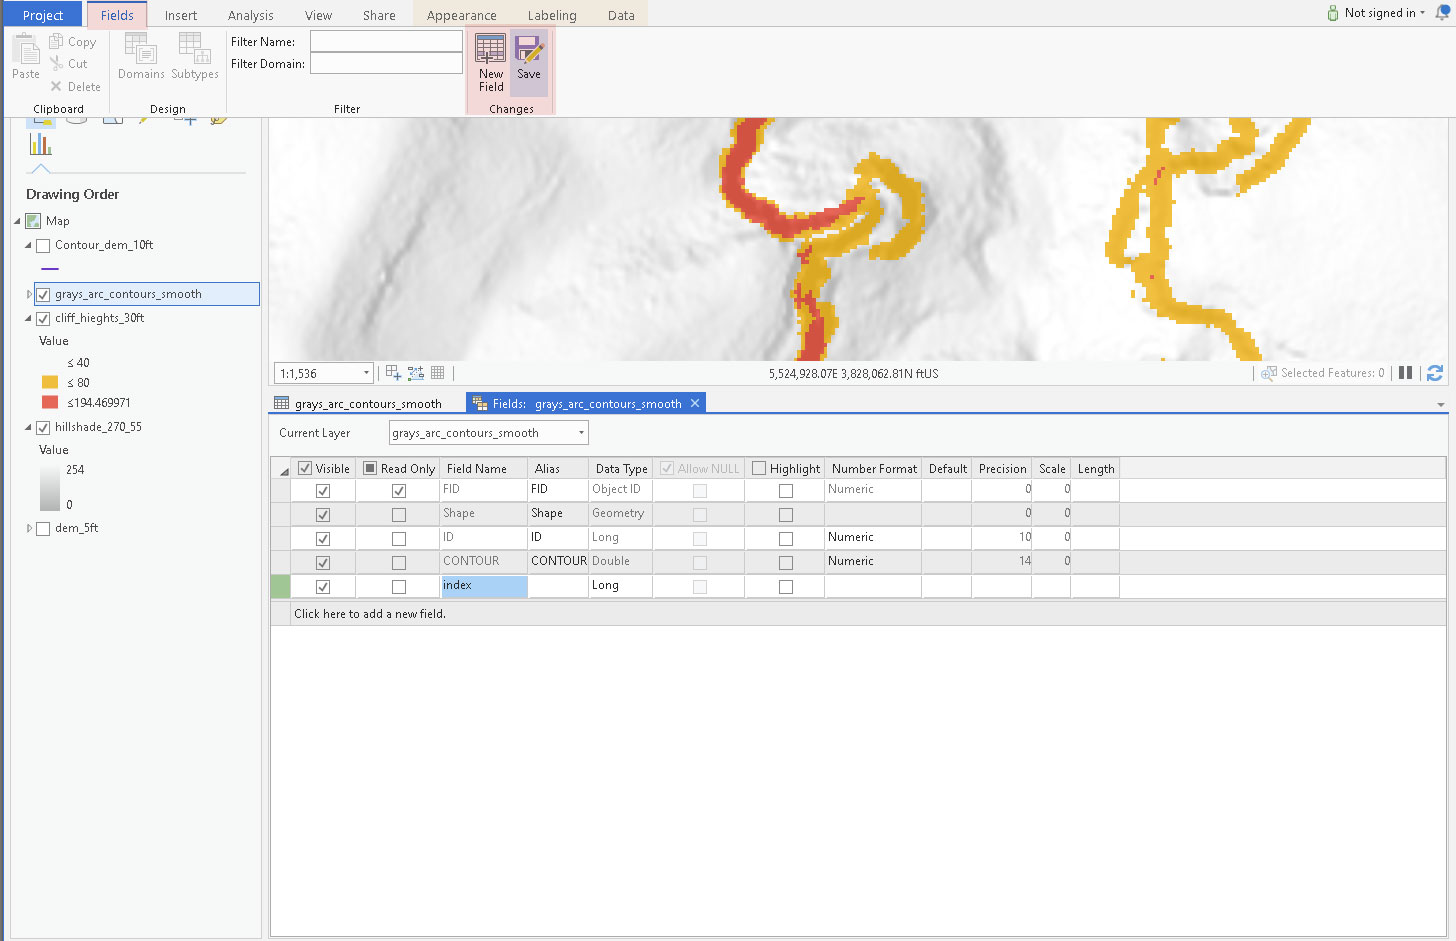 Project Fields Insert Analysis View Share Appearance Labeling Data Not signed in
Paste Copy Cut Delete
Clipboard
Domains Subtypes
Design
Filter Name:
Filter Domain:
Filter
New Field Save
Changes
Drawing Order
Map
Contour_dem_10ft
grays_arc_contours_smooth
cliff_hieghts_30ft
Value
≤ 40
≤ 80
≤194.469971
hillshade_270_55
Value
254
0
dem_5ft
1:1,536 5,524,928.07E 3,828,062.81N ftUS Selected Features: 0
grays_arc_contours_smooth Fields: grays_arc_contours_smooth
Current Layer grays_arc_contours_smooth
Visible Read Only Field Name Alias Data Type Allow NULL Highlight Number Format Default Precision Scale Length
FID FID Object ID Numeric 0 0
Shape Shape Geometry 0 0
ID ID Long Numeric 10 0
CONTOUR CONTOUR Double Numeric 14 0
index Long
Click here to add a new field.